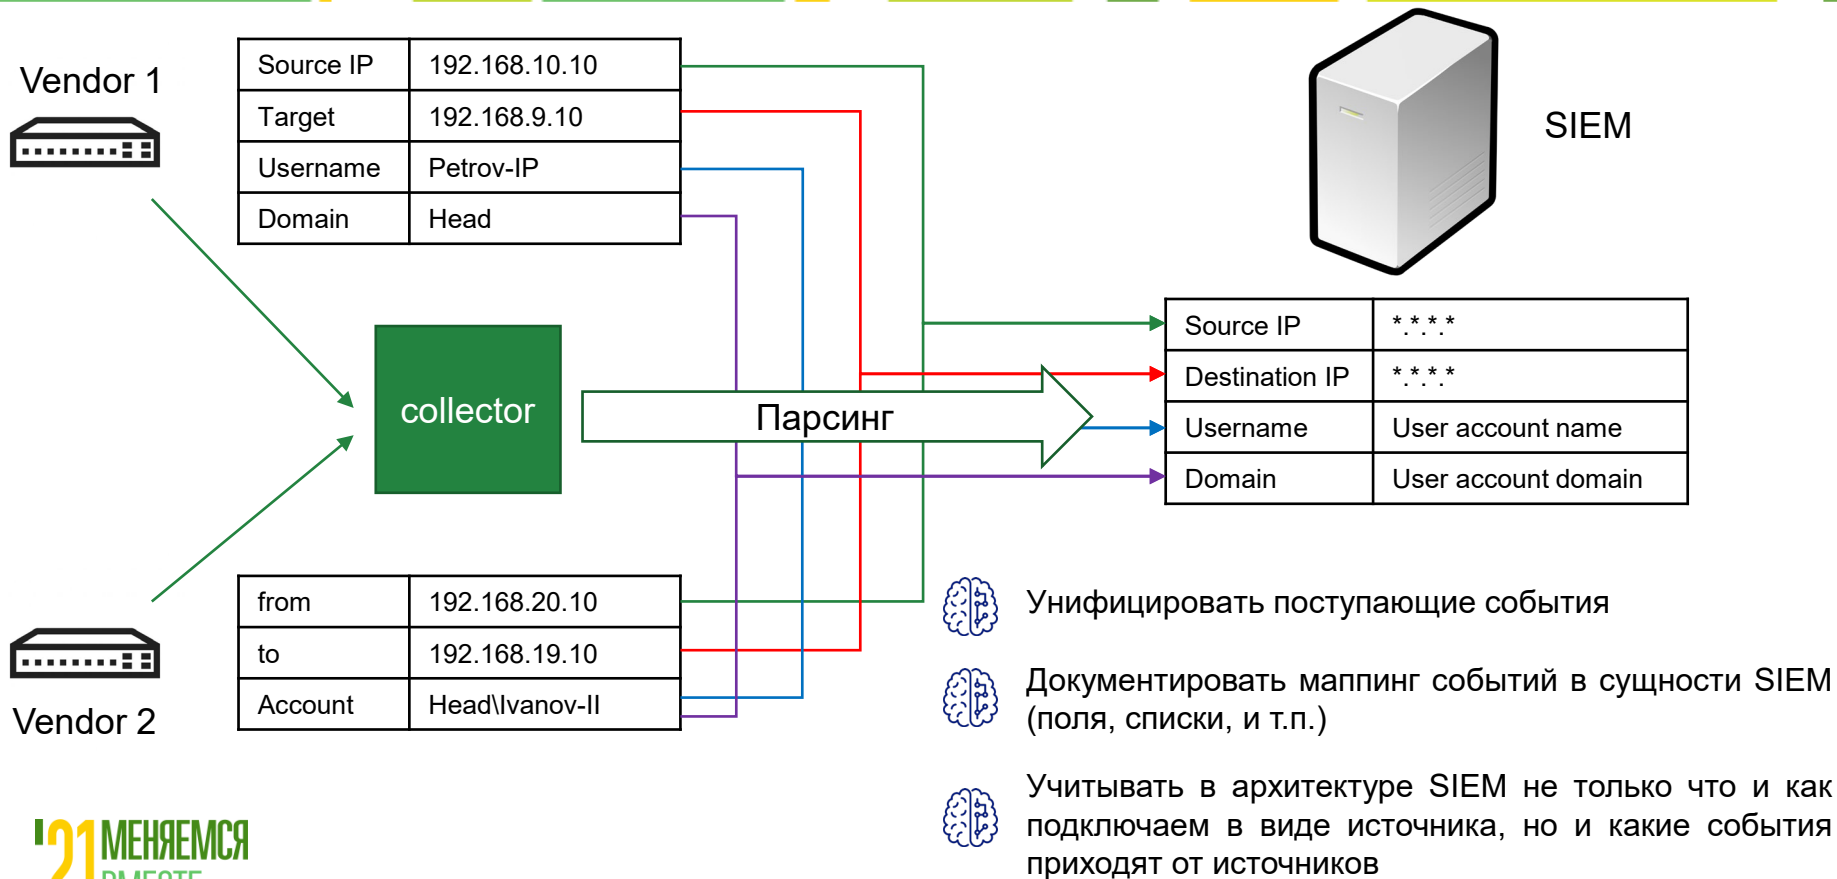 Vendor 1
Source IP 192.168.10.10
Target 192.168.9.10
Username Petrov-IP
Domain Head
SIEM
Source IP *.*.*.*
Destination IP *.*.*.*
Username User account name
Domain User account domain
collector
Парсинг
from 192.168.20.10
to 192.168.19.10
Account Head\Ivanov-II
Vendor 2
Унифицировать поступающие события
Документировать маппинг событий в сущности SIEM
(поля, списки, и т.п.)
Учитывать в архитектуре SIEM не только что и как
подключаем в виде источника, но и какие события
приходят от источников
'21 МЕНЯЕМСЯ
ВМЕСТЕ